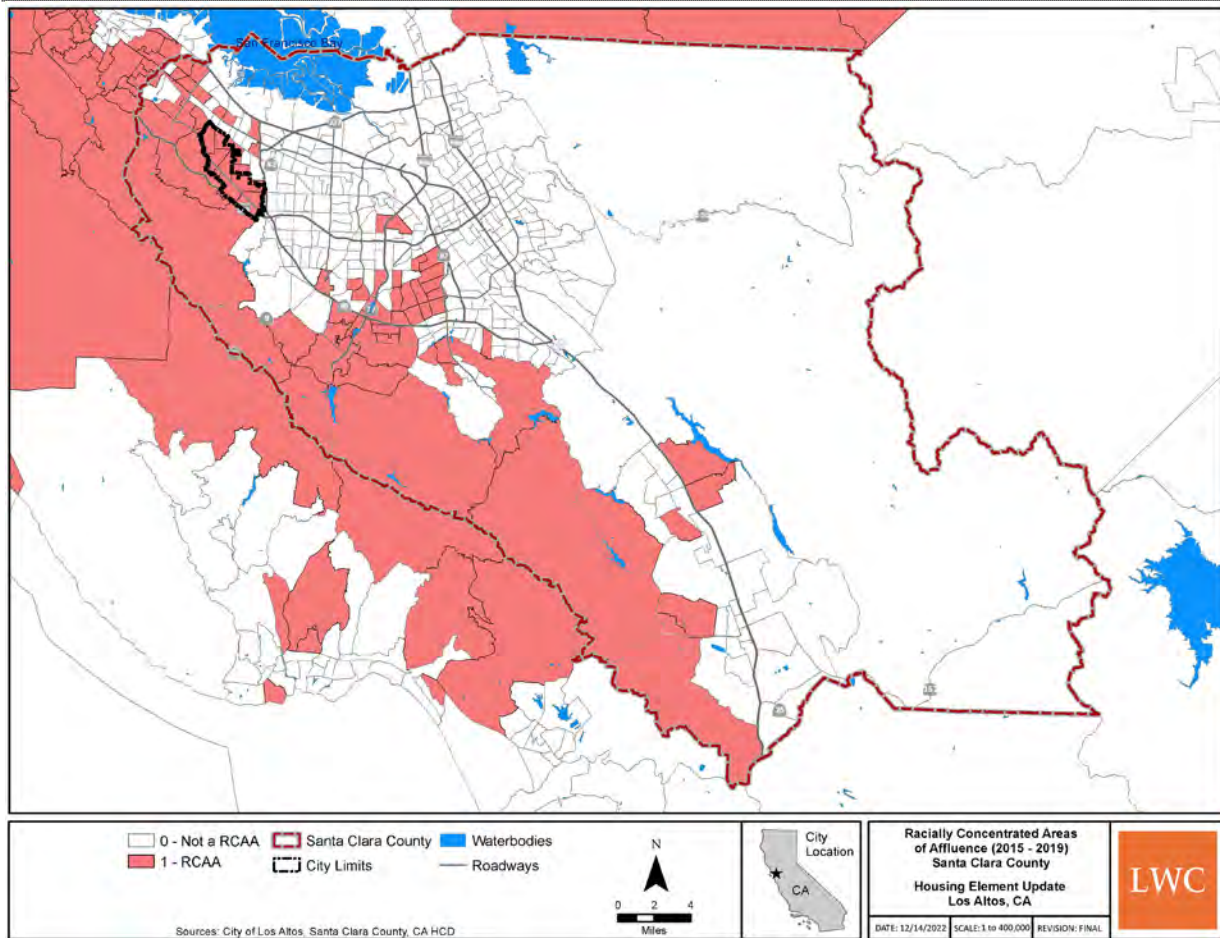 San Francisco Bay
0 - Not a RCAA
1 - RCAA
Santa Clara County
City Limits
Waterbodies
Roadways
N
0 2 4
Miles
Sources: City of Los Altos, Santa Clara County, CA HCD
City
Location
CA
Racially Concentrated Areas
of Affluence (2015 - 2019)
Santa Clara County
Housing Element Update
Los Altos, CA
DATE: 12/14/2022
SCALE: 1 to 400,000
REVISION: FINAL
LWC